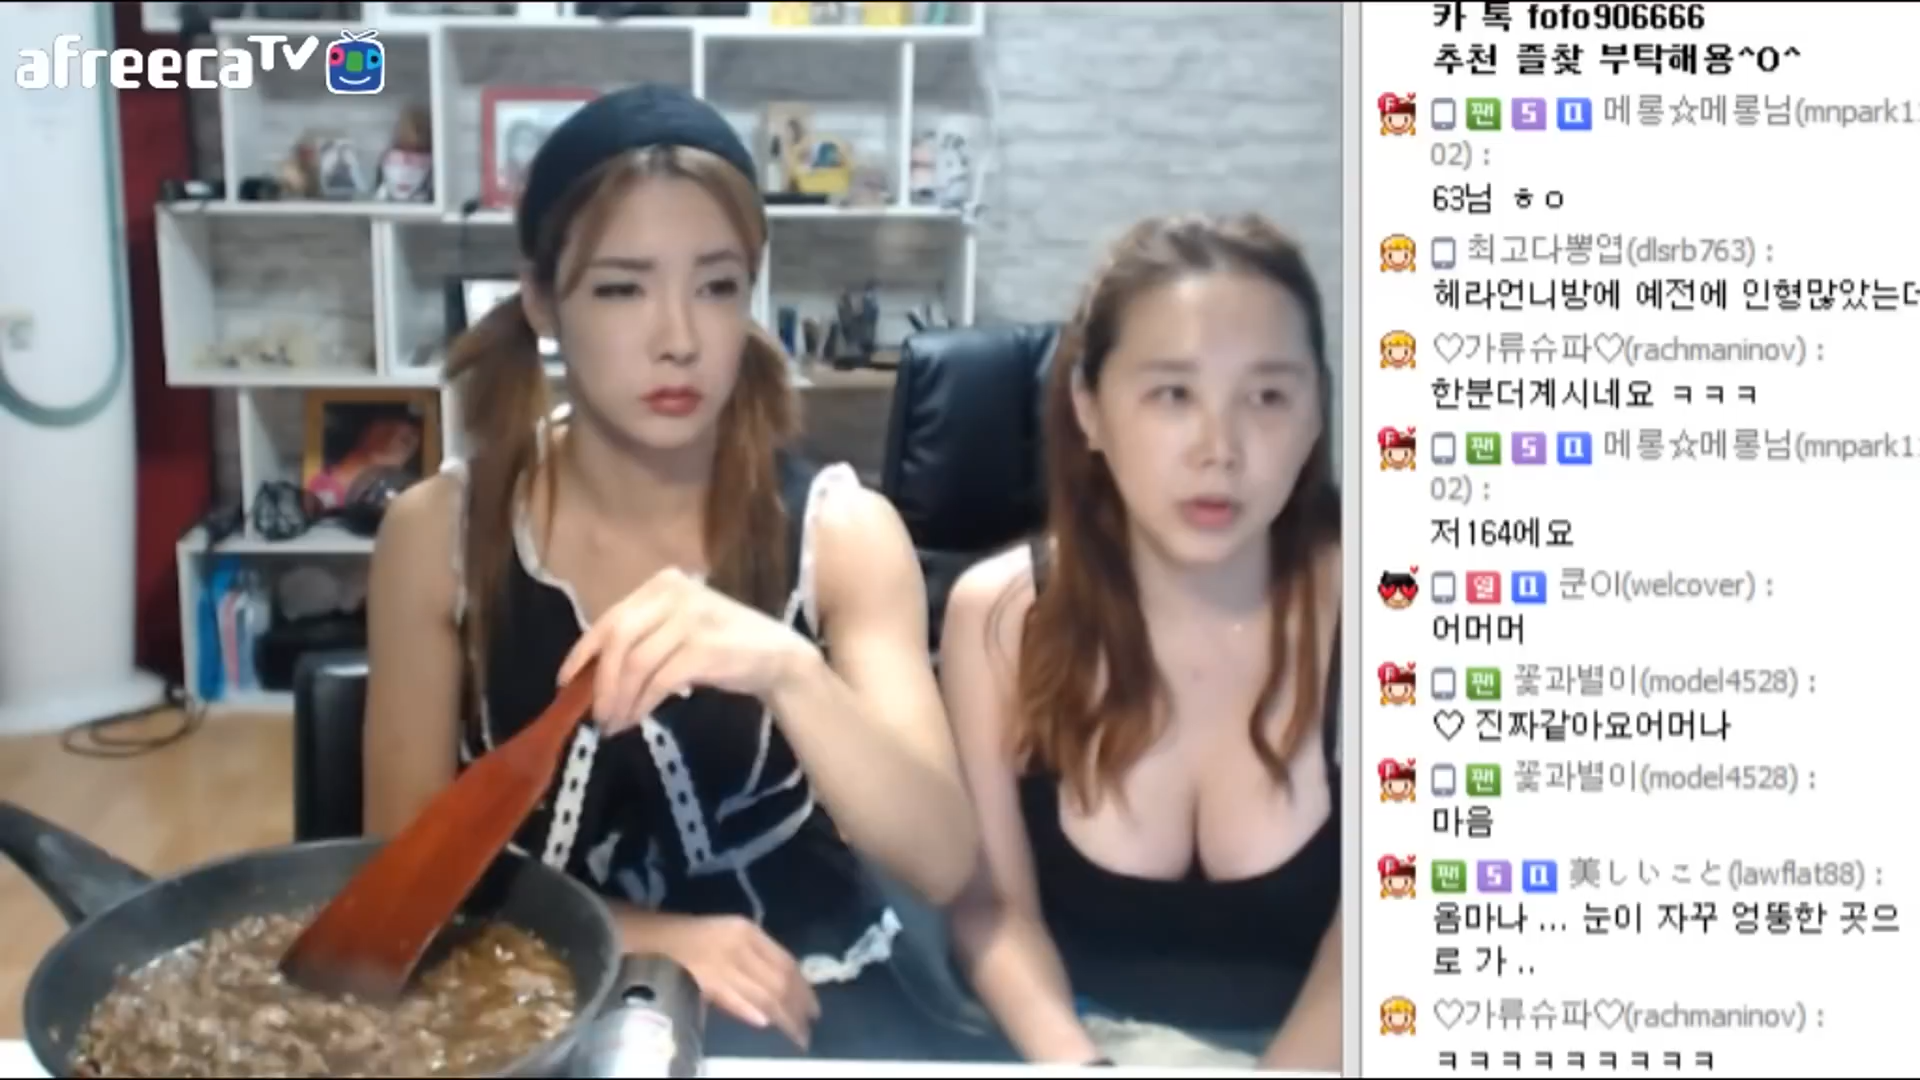 afreecaTV
카 톡 fofo906666
추천 즐찾 부탁해용^O^
팬 5 메롱☆메롱님(mnpark11
02) :
63넘 ㅎㅇ
최고다뽕엽(dlsrb763) :
헤라언니방에 예전에 인형많았는데
♡가류슈파♡(rachmaninov) :
한분더계시네요 ㅋㅋㅋ
팬 5 메롱☆메롱님(mnpark11
02) :
저164에요
열 쿤이(welcover) :
어머머
팬 꽃과별이(model4528) :
♡ 진짜같아요어머나
팬 꽃과별이(model4528) :
마음
팬 5 美しいこと(lawflat88) :
옴마나 ... 눈이 자꾸 엉뚱한 곳으
로 가 ..
♡가류슈파♡(rachmaninov) :
ㅋㅋㅋㅋㅋㅋㅋㅋㅋ